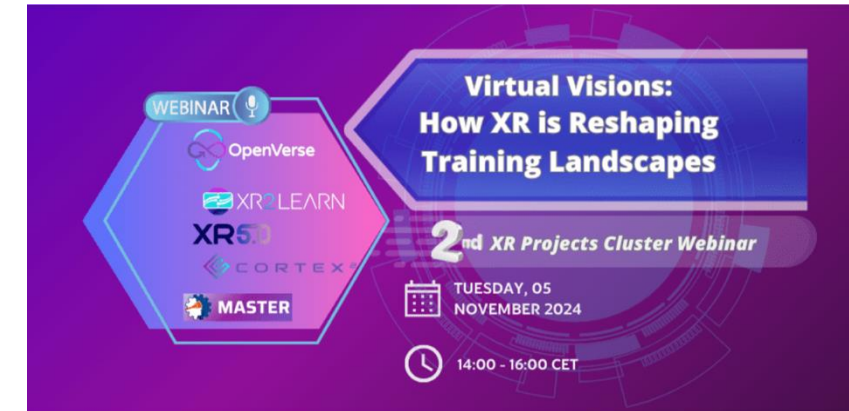 WEBINAR
OpenVerse
XR2LEARN
XR5.0
CORTEX²
MASTER
Virtual Visions:
How XR is Reshaping
Training Landscapes
2nd XR Projects Cluster Webinar
TUESDAY, 05
NOVEMBER 2024
14:00 - 16:00 CET